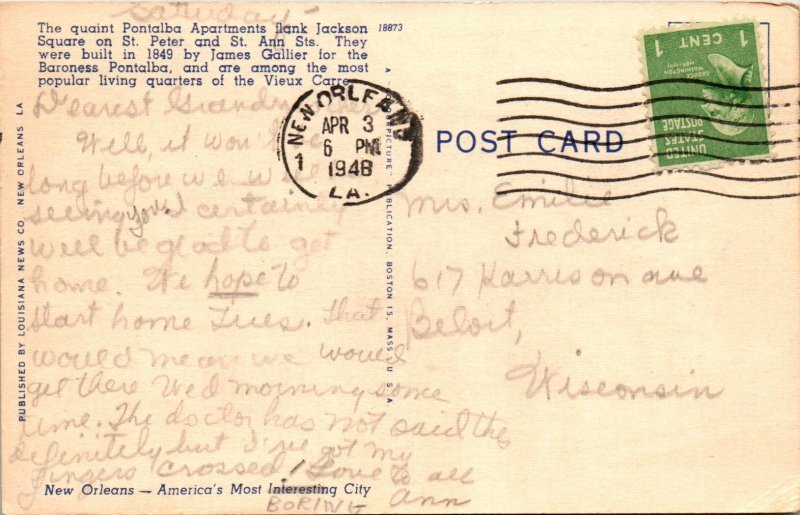 Saturday -
The quaint Pontalba Apartments flank Jackson
Square on St. Peter and St. Ann Sts. They
were built in 1849 by James Gallier for the
Baroness Pontalba, and are among the most
popular living quarters of the Vieux Carre.
18873
Dearest Grandmother,
Well, it won't be
long before we will
seeing you. I certainly
will be glad to get
home. We hope to
start home Tues. That
would mean we would
get there Wed morning some
time. The doctor has not said the
definitely but I've got my
fingers crossed! Love to all
Ann
New Orleans — America's Most Interesting City
BORING
PUBLISHED BY LOUISIANA NEWS CO. NEW ORLEANS LA
PUBLICATION, BOSTON 15, MASS. U.S.A.
NEW ORLEANS
1
APR 3
6 PM
1948
LA.
POST CARD
1 CENT 1
GEORGE
WASHINGTON
UNITED
STATES
POSTAGE
Mrs. Emilie
Frederick
617 Harrison ave
Beloit,
Wisconsin